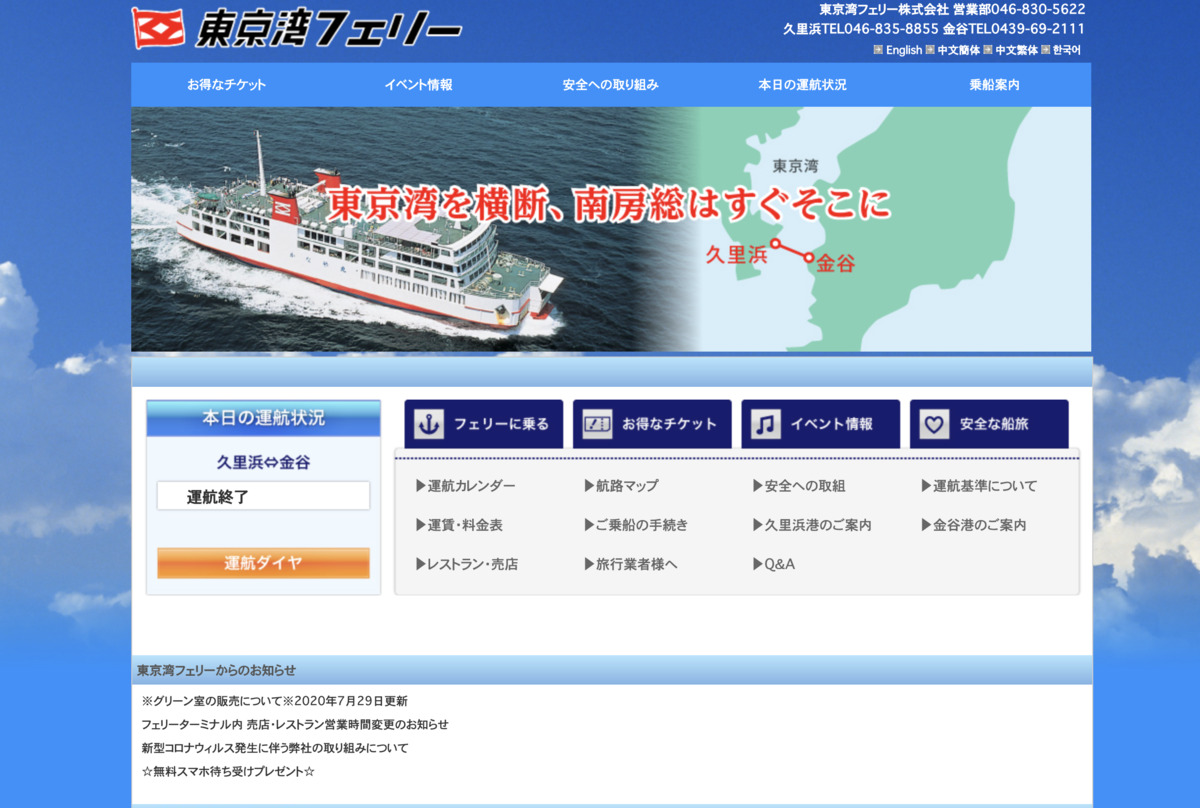 東京湾フェリー
東京湾フェリー株式会社 営業部046-830-5622
久里浜TEL046-835-8855 金谷TEL0439-69-2111
English 中文簡体 中文繁体 한국어
お得なチケット イベント情報 安全への取り組み 本日の運航状況 乗船案内
東京湾
東京湾を横断、南房総はすぐそこに
久里浜
金谷
本日の運航状況
久里浜⇔金谷
運航終了
運航ダイヤ
フェリーに乗る お得なチケット イベント情報 安全な船旅
▶運航カレンダー ▶航路マップ ▶安全への取組 ▶運航基準について
▶運賃・料金表 ▶ご乗船の手続き ▶久里浜港のご案内 ▶金谷港のご案内
▶レストラン・売店 ▶旅行業者様へ ▶Q&A
東京湾フェリーからのお知らせ
※グリーン室の販売について※2020年7月29日更新
フェリーターミナル内 売店・レストラン営業時間変更のお知らせ
新型コロナウィルス発生に伴う弊社の取り組みについて
☆無料スマホ待ち受けプレゼント☆